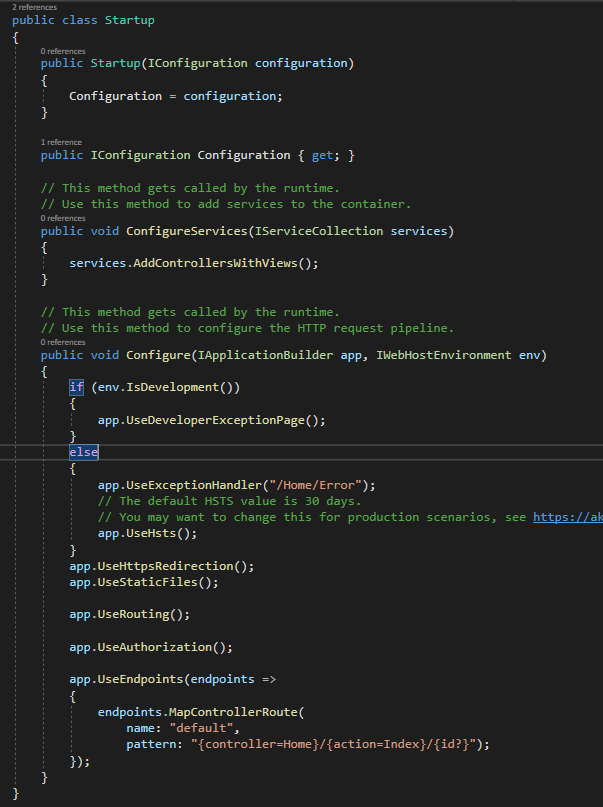 2 references
public class Startup
{
0 references
public Startup(IConfiguration configuration)
{
Configuration = configuration;
}
1 reference
public IConfiguration Configuration { get; }
// This method gets called by the runtime.
// Use this method to add services to the container.
0 references
public void ConfigureServices(IServiceCollection services)
{
services.AddControllersWithViews();
}
// This method gets called by the runtime.
// Use this method to configure the HTTP request pipeline.
0 references
public void Configure(IApplicationBuilder app, IWebHostEnvironment env)
{
if (env.IsDevelopment())
{
app.UseDeveloperExceptionPage();
}
else
{
app.UseExceptionHandler("/Home/Error");
// The default HSTS value is 30 days.
// You may want to change this for production scenarios, see https://ak
app.UseHsts();
}
app.UseHttpsRedirection();
app.UseStaticFiles();
app.UseRouting();
app.UseAuthorization();
app.UseEndpoints(endpoints =>
{
endpoints.MapControllerRoute(
name: "default",
pattern: "{controller=Home}/{action=Index}/{id?}");
});
}
}